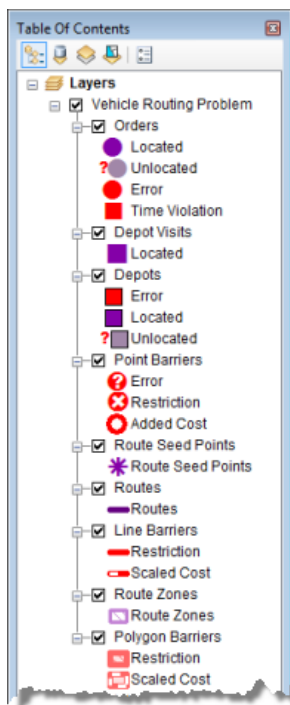 Table Of Contents
Layers
Vehicle Routing Problem
Orders
Located
?Unlocated
Error
Time Violation
Depot Visits
Located
Depots
Error
Located
?Unlocated
Point Barriers
? Error
Restriction
Added Cost
Route Seed Points
Route Seed Points
Routes
Routes
Line Barriers
Restriction
Scaled Cost
Route Zones
Route Zones
Polygon Barriers
Restriction
Scaled Cost